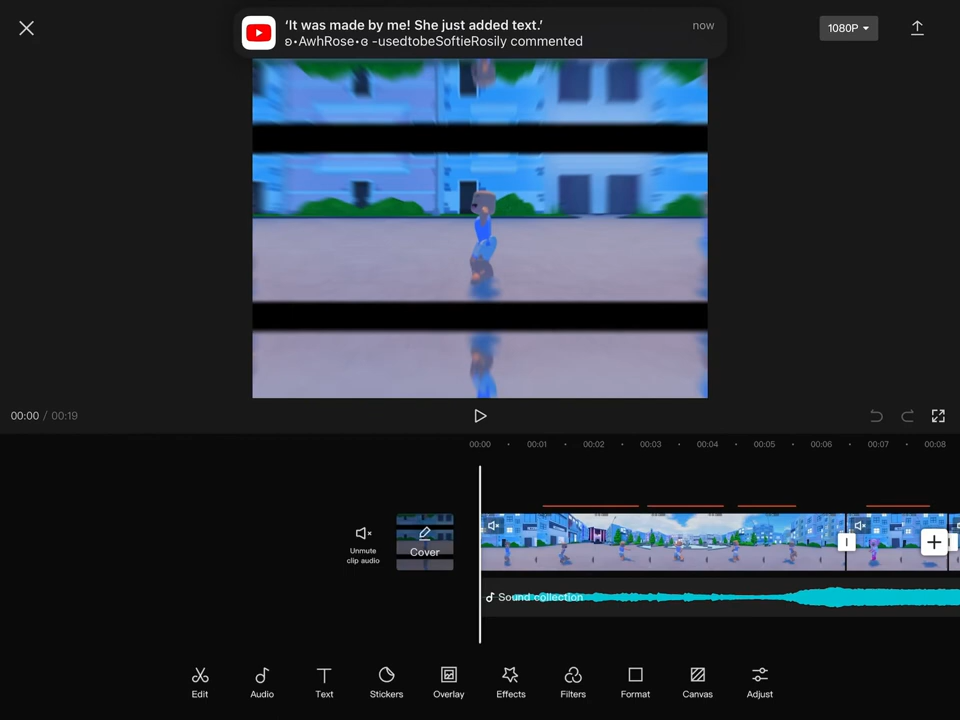 ‘It was made by me! She just added text.’
now
ʚ•AwhRose•ɞ -usedtobeSoftieRosily commented
1080P
00:00 / 00:19
00:00 00:01 00:02 00:03 00:04 00:05 00:06 00:07 00:08
Unmute
clip audio
Cover
Sound collection
Edit Audio Text Stickers Overlay Effects Filters Format Canvas Adjust